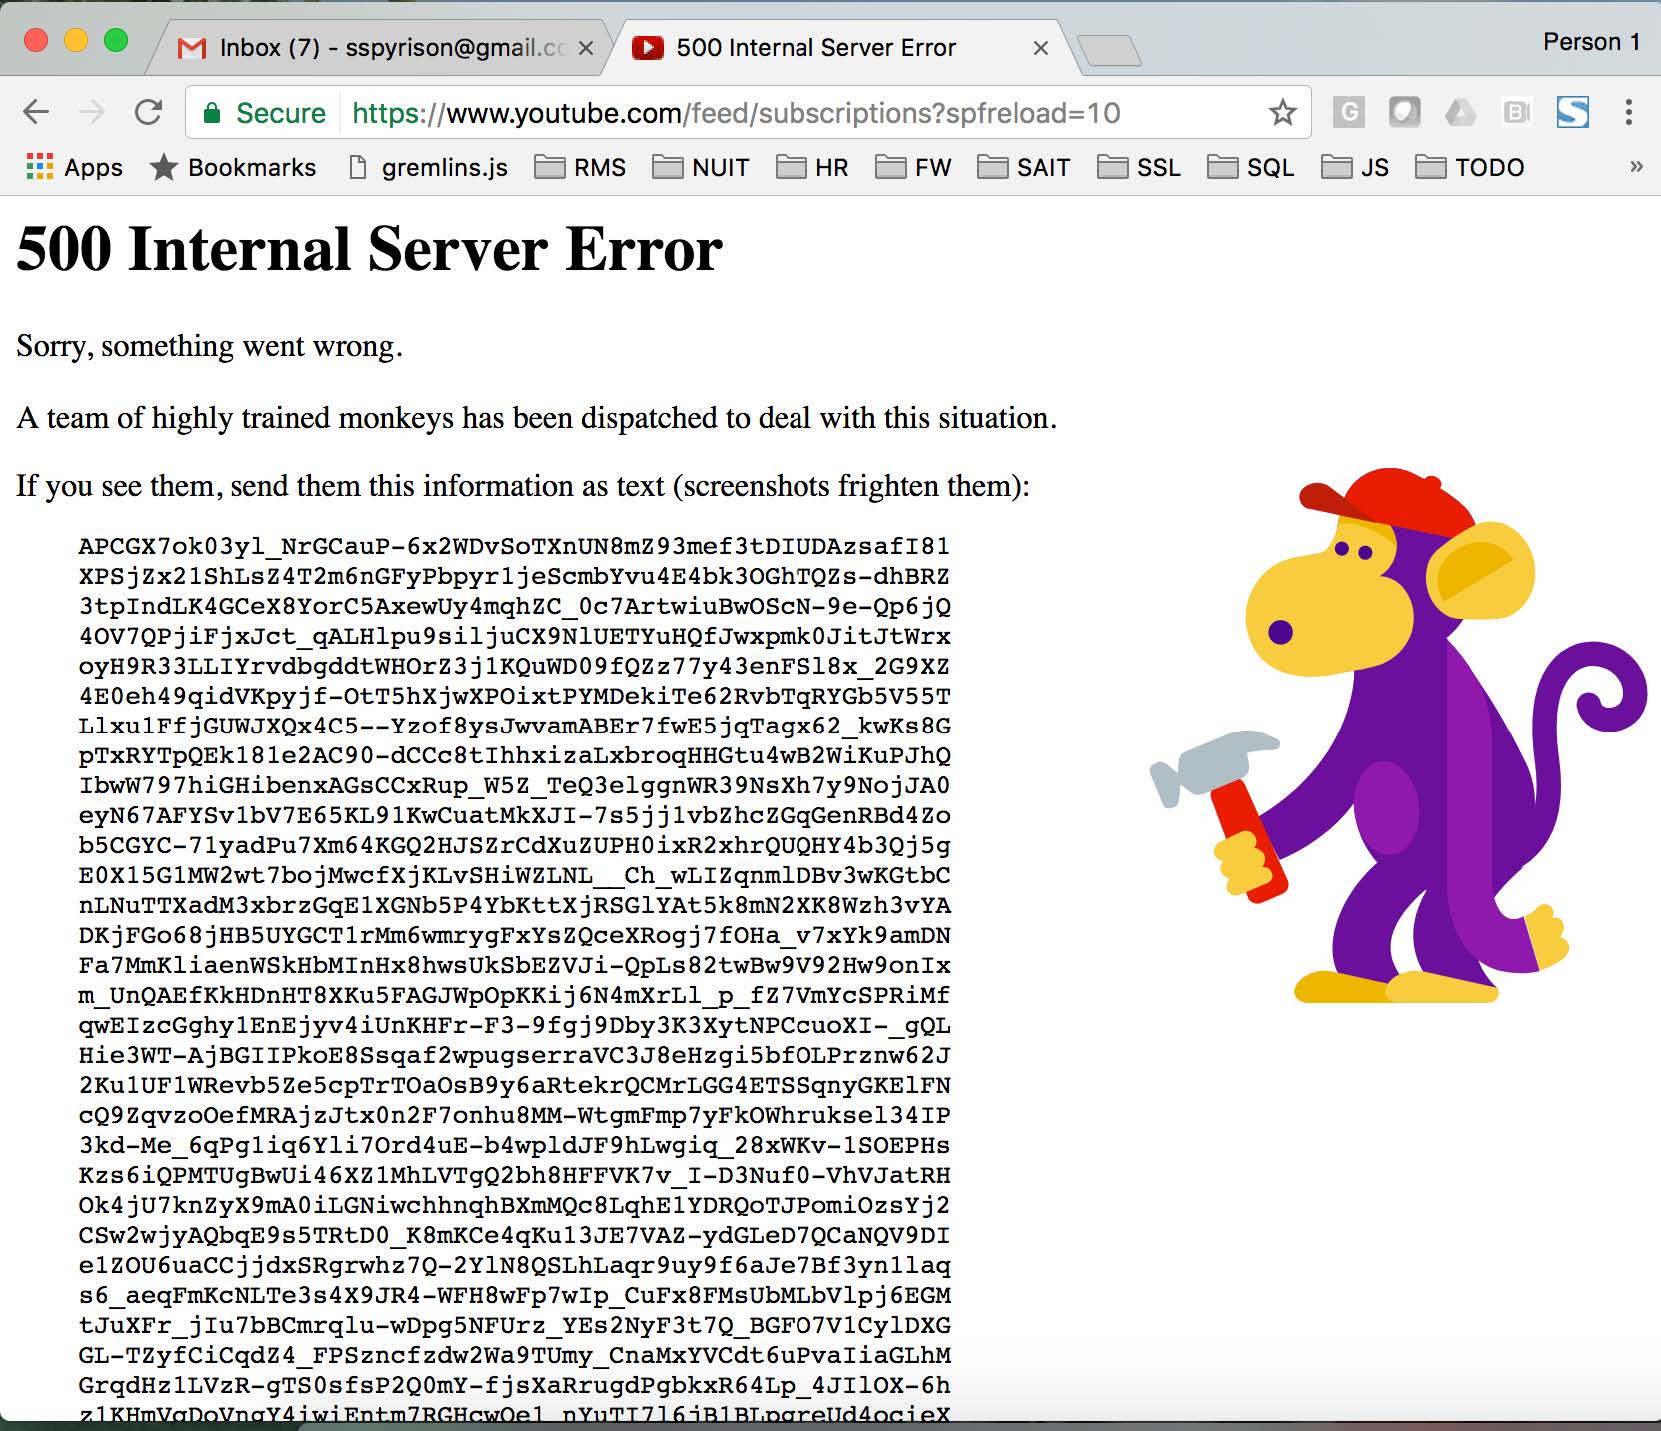 Inbox (7) - sspyrison@gmail.co
500 Internal Server Error
Person 1
Secure
https://www.youtube.com/feed/subscriptions?spfreload=10
Apps
Bookmarks
gremlins.js
RMS
NUIT
HR
FW
SAIT
SSL
SQL
JS
TODO
»
500 Internal Server Error
Sorry, something went wrong.
A team of highly trained monkeys has been dispatched to deal with this situation.
If you see them, send them this information as text (screenshots frighten them):
APCGX7ok03yl_NrGCauP-6x2WDvSoTXnUN8mZ93mef3tDIUDAzsafI81
XPSjZx21ShLsZ4T2m6nGFyPbpyr1jeScmbYvu4E4bk3OGhTQZs-dhBRZ
3tpIndLK4GCeX8YorC5AxewUy4mqhZC_0c7ArtwiuBwOScN-9e-Qp6jQ
4OV7QPjiFjxJct_qALHlpu9siljuCX9NlUETYuHQfJwxpmk0JitJtWrx
oyH9R33LLIYrvdbgddtWHOrZ3j1KQuWD09fQZz77y43enFSl8x_2G9XZ
4E0eh49qidVKpyjf-OtT5hXjwXPOixtPYMDekiTe62RvbTqRYGb5V55T
Llxu1FfjGUWJXQx4C5--Yzof8ysJwvamABEr7fwE5jqTagx62_kwKs8G
pTxRYTpQEk181e2AC90-dCCc8tIhhxizaLxbroqHHGtu4wB2WiKuPJhQ
IbwW797hiGHibenxAGsCCxRup_W5Z_TeQ3elggnWR39NsXh7y9NojJA0
eyN67AFYSv1bV7E65KL91KwCuatMkXJI-7s5jj1vbZhcZGqGenRBd4Zo
b5CGYC-71yadPu7Xm64KGQ2HJSZrCdXuZUPH0ixR2xhrQUQHY4b3Qj5g
E0X15G1MW2wt7bojMwcfXjKLvSHiWZLNL__Ch_wLIZqnmlDBv3wKGtbC
nLNuTTXadM3xbrzGqE1XGNb5P4YbKttXjRSGlYAt5k8mN2XK8Wzh3vYA
DKjFGo68jHB5UYGCT1rMm6wmrygFxYsZQceXRogj7fOHa_v7xYk9amDN
Fa7MmKliaenWSkHbMInHx8hwsUkSbEZVJi-QpLs82twBw9V92Hw9onIx
m_UnQAEfKkHDnHT8XKu5FAGJWpOpKKij6N4mXrLl_p_fZ7VmYcSPRiMf
qwEIzcGghy1EnEjyv4iUnKHFr-F3-9fgj9Dby3K3XytNPCcuoXI-_gQL
Hie3WT-AjBGIIPkoE8Ssqaf2wpugserraVC3J8eHzgi5bfOLPrznw62J
2Ku1UF1WRevb5Ze5cpTrTOaOsB9y6aRtekrQCMrLGG4ETSSqnyGKElFN
cQ9ZqvzoOefMRAjzJtx0n2F7onhu8MM-WtgmFmp7yFkOWhruksel34IP
3kd-Me_6qPg1iq6Yli7Ord4uE-b4wpldJF9hLwgiq_28xWKv-1SOEPHs
Kzs6iQPMTUgBwUi46XZ1MhLVTgQ2bh8HFFVK7v_I-D3Nuf0-VhVJatRH
Ok4jU7knZyX9mA0iLGNiwchhnqhBXmMQc8LqhE1YDRQoTJPomiOzsYj2
CSw2wjyAQbqE9s5TRtD0_K8mKCe4qKu13JE7VAZ-ydGLeD7QCaNQV9DI
e1ZOU6uaCCjjdxSRgrwhz7Q-2YlN8QSLhLaqr9uy9f6aJe7Bf3yn1laq
s6_aeqFmKcNLTe3s4X9JR4-WFH8wFp7wIp_CuFx8FMsUbMLbVlpj6EGM
tJuXFr_jIu7bBCmrqlu-wDpg5NFUrz_YEs2NyF3t7Q_BGFO7V1CylDXG
GL-TZyfCiCqdZ4_FPSzncfzdw2Wa9TUmy_CnaMxYVCdt6uPvaIiaGLhM
GrqdHz1LVzR-gTS0sfsP2Q0mY-fjsXaRrugdPgbkxR64Lp_4JIlOX-6h